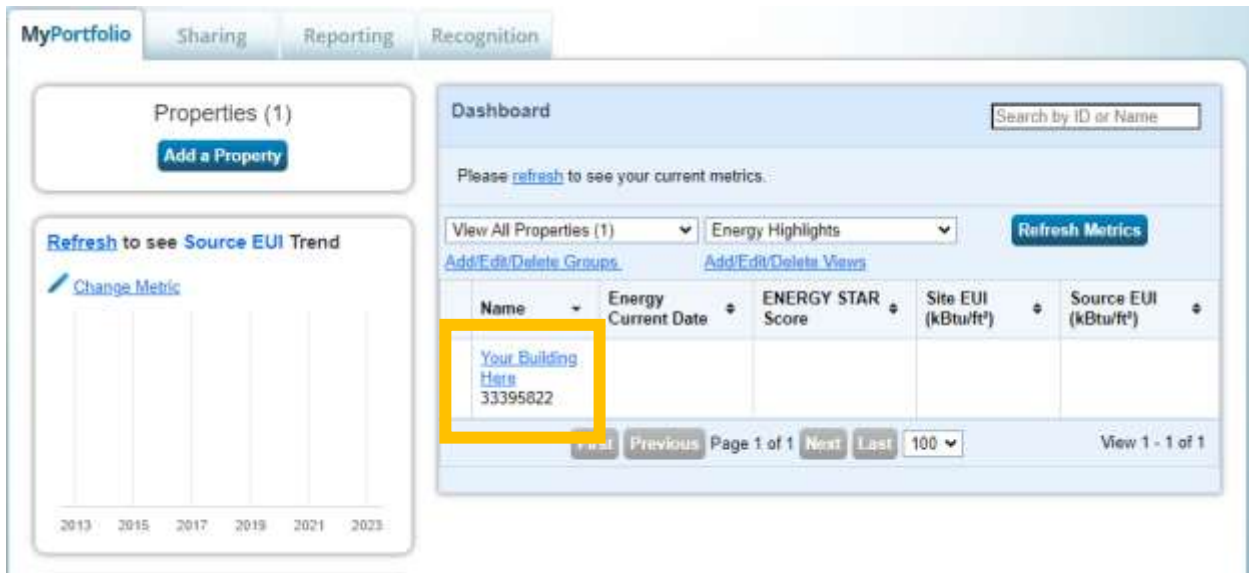 MyPortfolio Sharing Reporting Recognition
Properties (1)
Add a Property
Refresh to see Source EUI Trend
Change Metric
2013 2015 2017 2019 2021 2023
Dashboard
Search by ID or Name
Please refresh to see your current metrics.
View All Properties (1) Energy Highlights Refresh Metrics
Add/Edit/Delete Groups Add/Edit/Delete Views
Name Energy Current Date ENERGY STAR Score Site EUI (kBtu/ft²) Source EUI (kBtu/ft²)
Your Building
Here
33395822
First Previous Page 1 of 1 Next Last 100 View 1 - 1 of 1